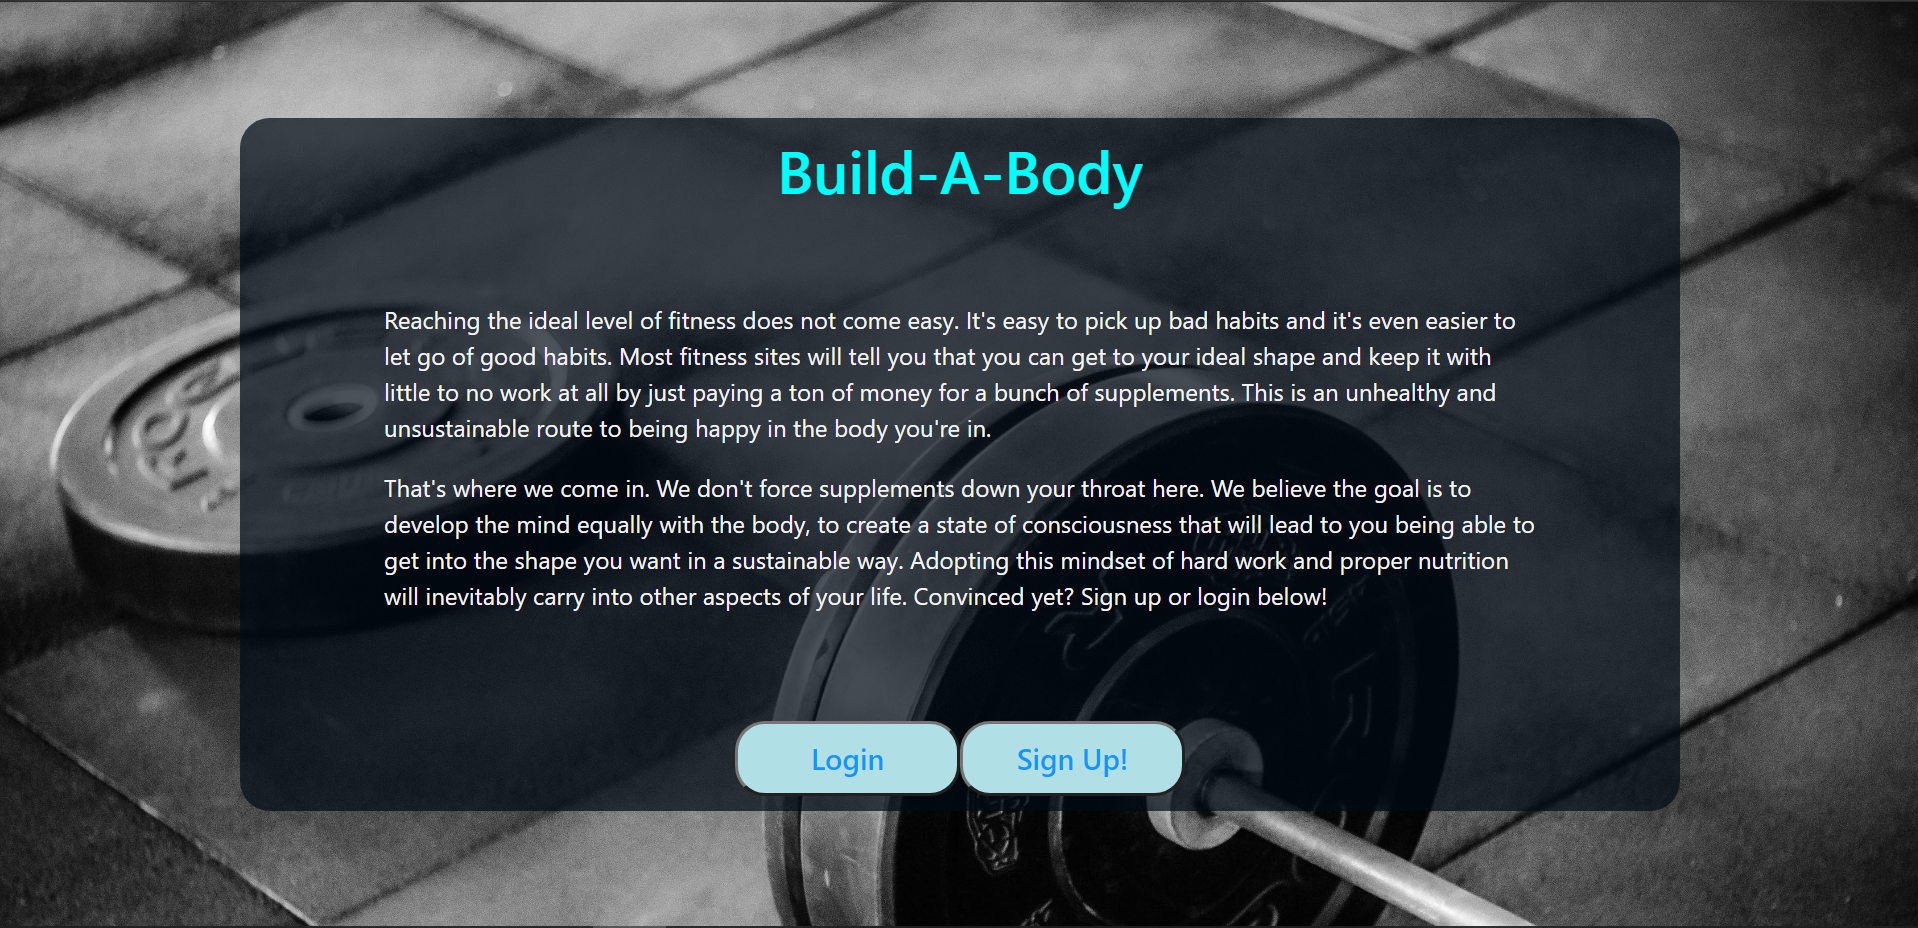 Build-A-Body
Reaching the ideal level of fitness does not come easy. It's easy to pick up bad habits and it's even easier to
let go of good habits. Most fitness sites will tell you that you can get to your ideal shape and keep it with
little to no work at all by just paying a ton of money for a bunch of supplements. This is an unhealthy and
unsustainable route to being happy in the body you're in.
That's where we come in. We don't force supplements down your throat here. We believe the goal is to
develop the mind equally with the body, to create a state of consciousness that will lead to you being able to
get into the shape you want in a sustainable way. Adopting this mindset of hard work and proper nutrition
will inevitably carry into other aspects of your life. Convinced yet? Sign up or login below!
Login
Sign Up!